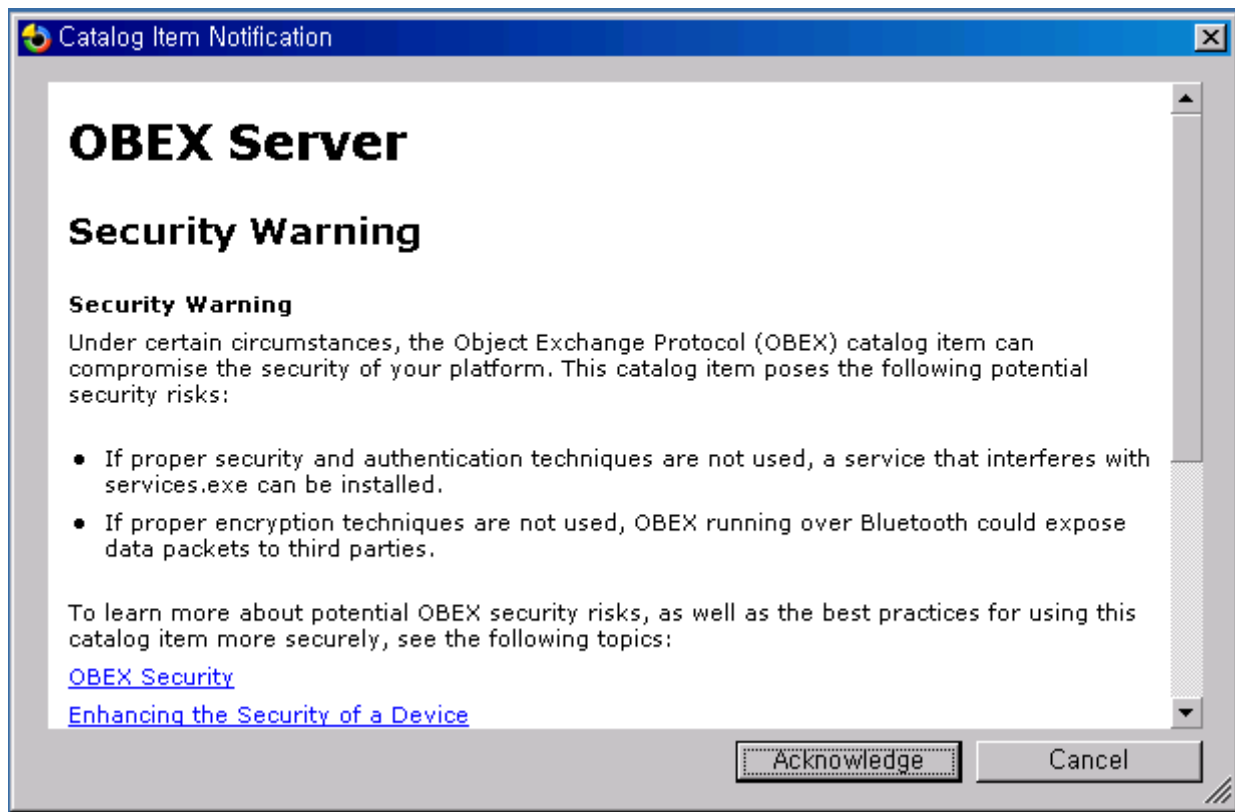 Catalog Item Notification
OBEX Server
Security Warning
Security Warning
Under certain circumstances, the Object Exchange Protocol (OBEX) catalog item can
compromise the security of your platform. This catalog item poses the following potential
security risks:
● If proper security and authentication techniques are not used, a service that interferes with
services.exe can be installed.
● If proper encryption techniques are not used, OBEX running over Bluetooth could expose
data packets to third parties.
To learn more about potential OBEX security risks, as well as the best practices for using this
catalog item more securely, see the following topics:
OBEX Security
Enhancing the Security of a Device
Acknowledge
Cancel